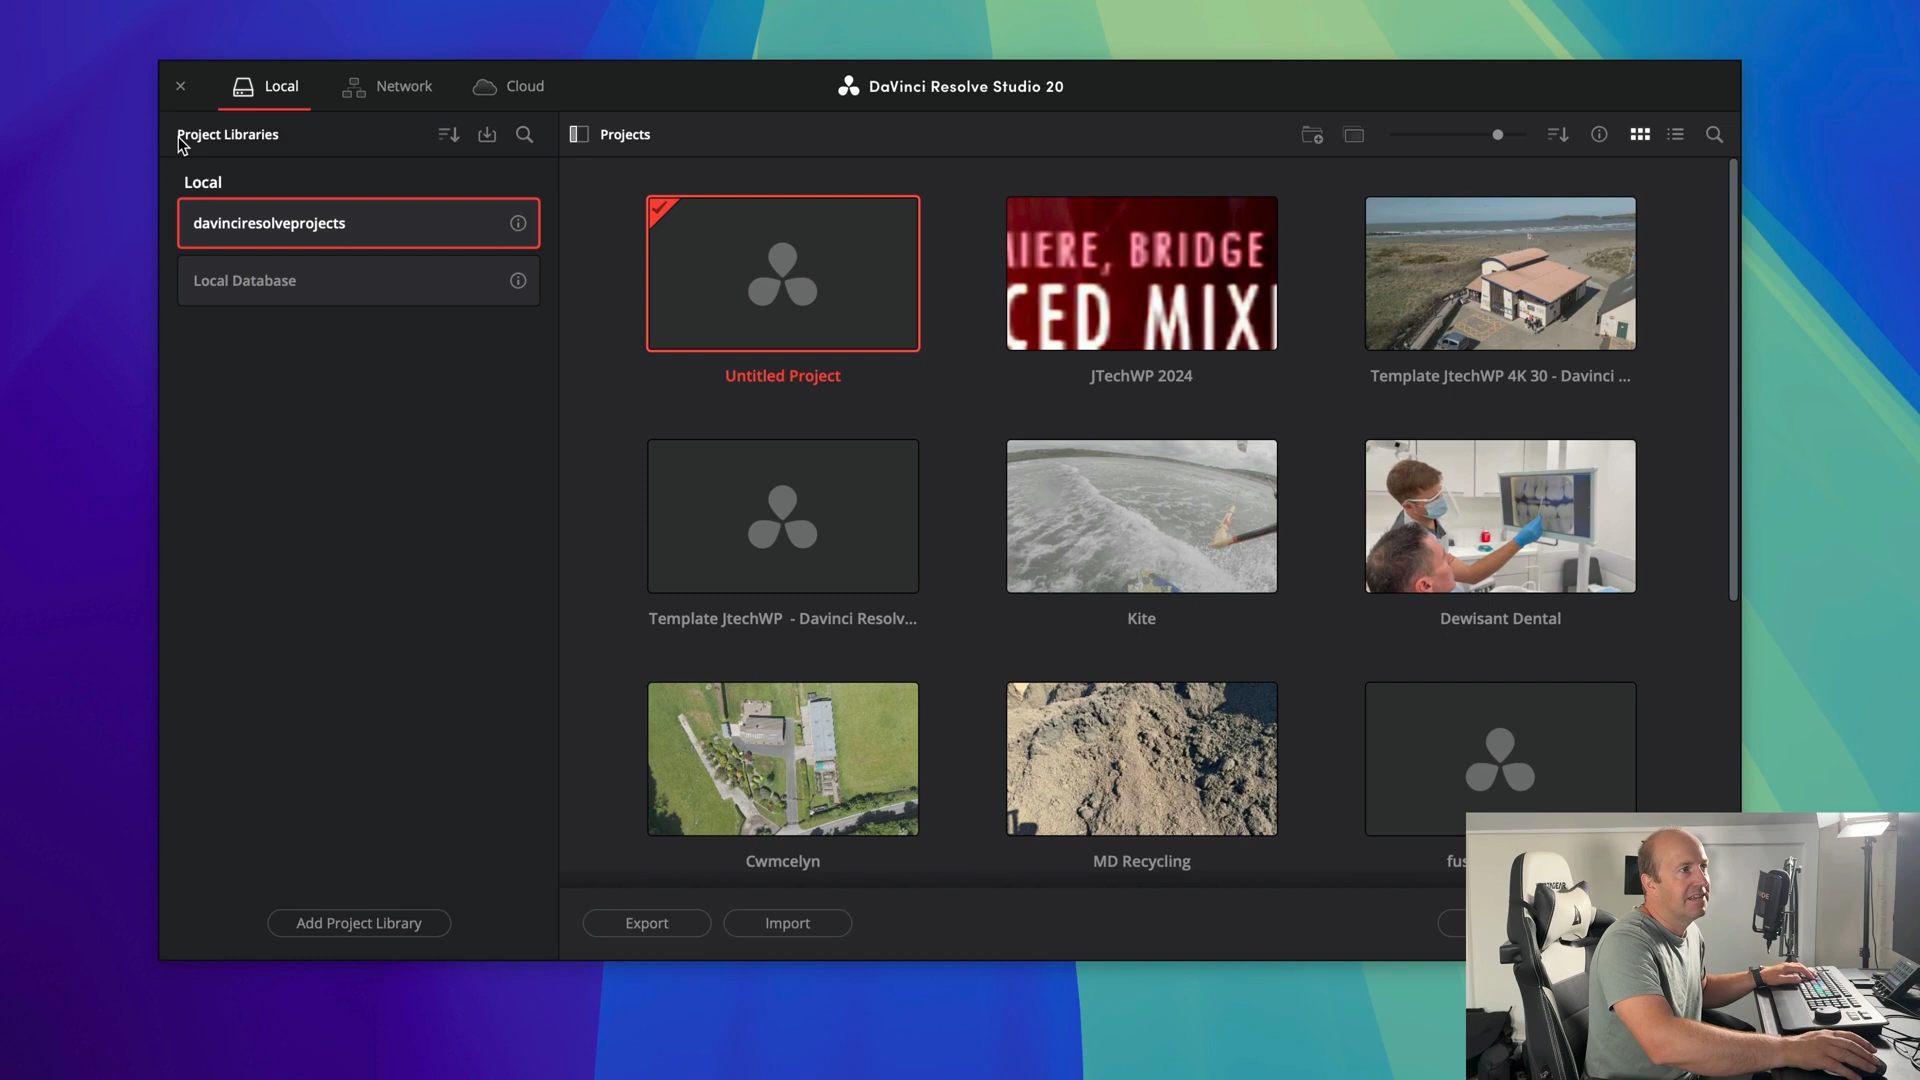 Local
Network
Cloud
DaVinci Resolve Studio 20
Project Libraries
Projects
Local
davinciresolveprojects
Local Database
IIERE, BRIDGE
CED MIXI
Untitled Project
JTechWP 2024
Template JtechWP 4K 30 - Davinci ...
Template JtechWP - Davinci Resolv...
Kite
Dewisant Dental
Cwmcelyn
MD Recycling
fus
Add Project Library
Export
Import